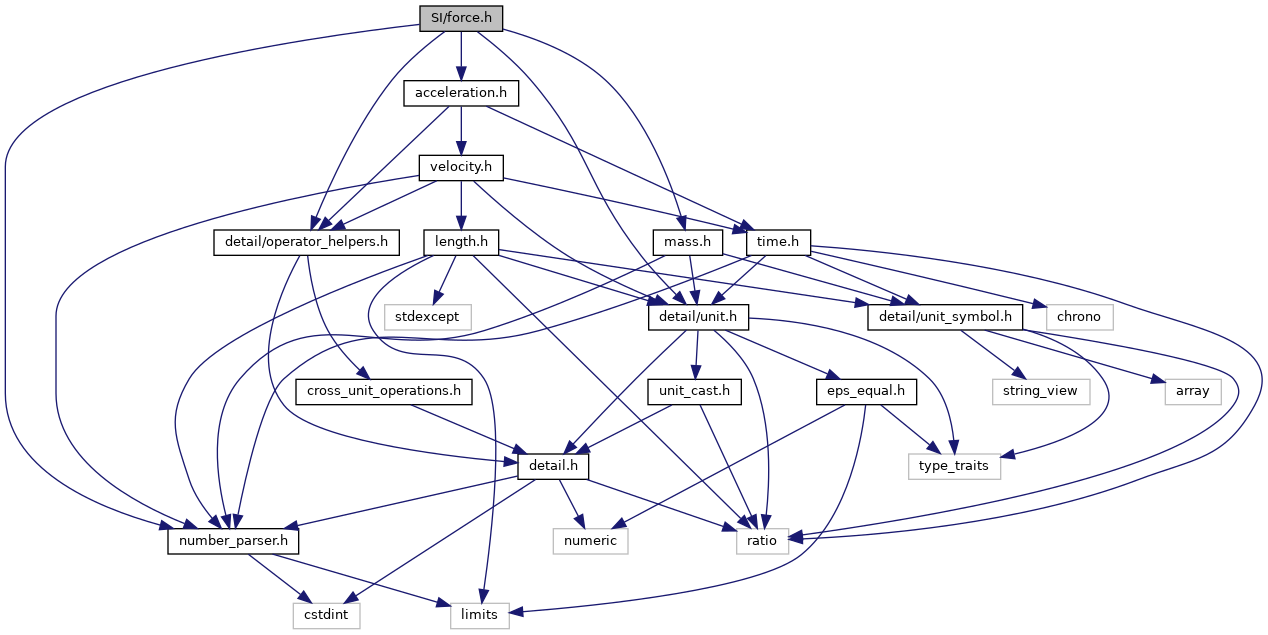 SI/force.h
acceleration.h
velocity.h
detail/operator_helpers.h
length.h
mass.h
time.h
stdexcept
detail/unit.h
detail/unit_symbol.h
chrono
cross_unit_operations.h
unit_cast.h
eps_equal.h
string_view
array
detail.h
type_traits
number_parser.h
numeric
ratio
cstdint
limits